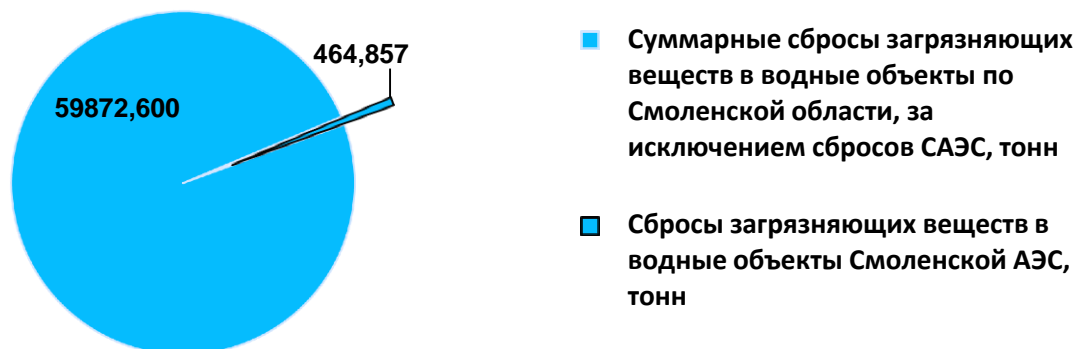 464,857
59872,600
Суммарные сбросы загрязняющих
веществ в водные объекты по
Смоленской области, за
исключением сбросов САЭС, тонн
Сбросы загрязняющих веществ в
водные объекты Смоленской АЭС,
тонн